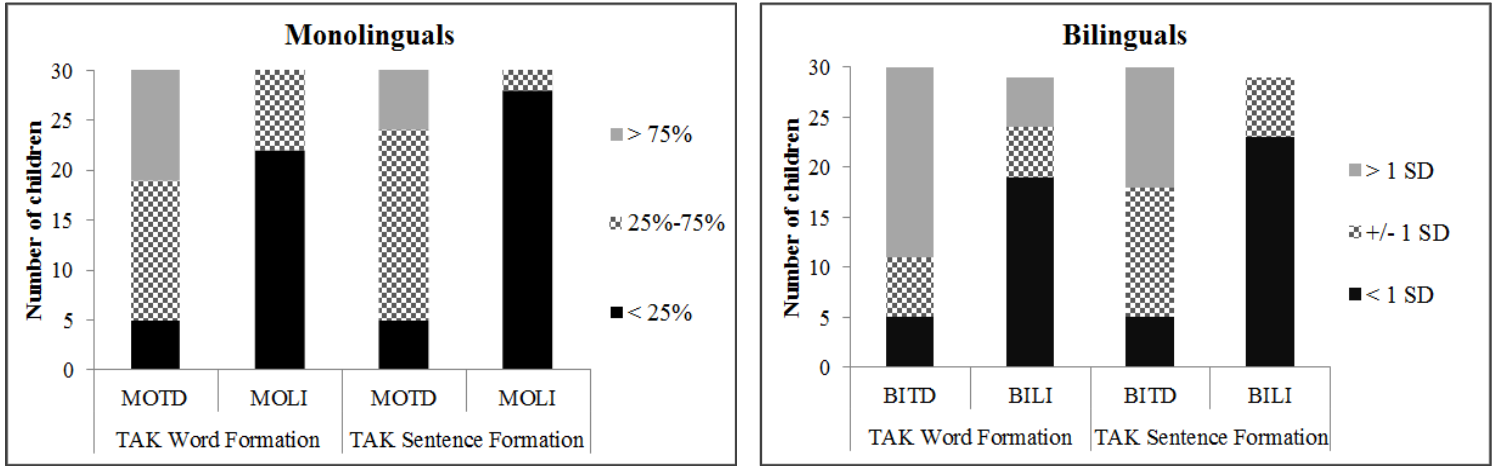 Monolinguals
Number of children
30
25
20
15
10
5
0
MOTD MOLI MOTD MOLI
TAK Word Formation TAK Sentence Formation
> 75%
25%-75%
< 25%
Bilinguals
Number of children
30
25
20
15
10
5
0
BITD BILI BITD BILI
TAK Word Formation TAK Sentence Formation
> 1 SD
+/- 1 SD
< 1 SD